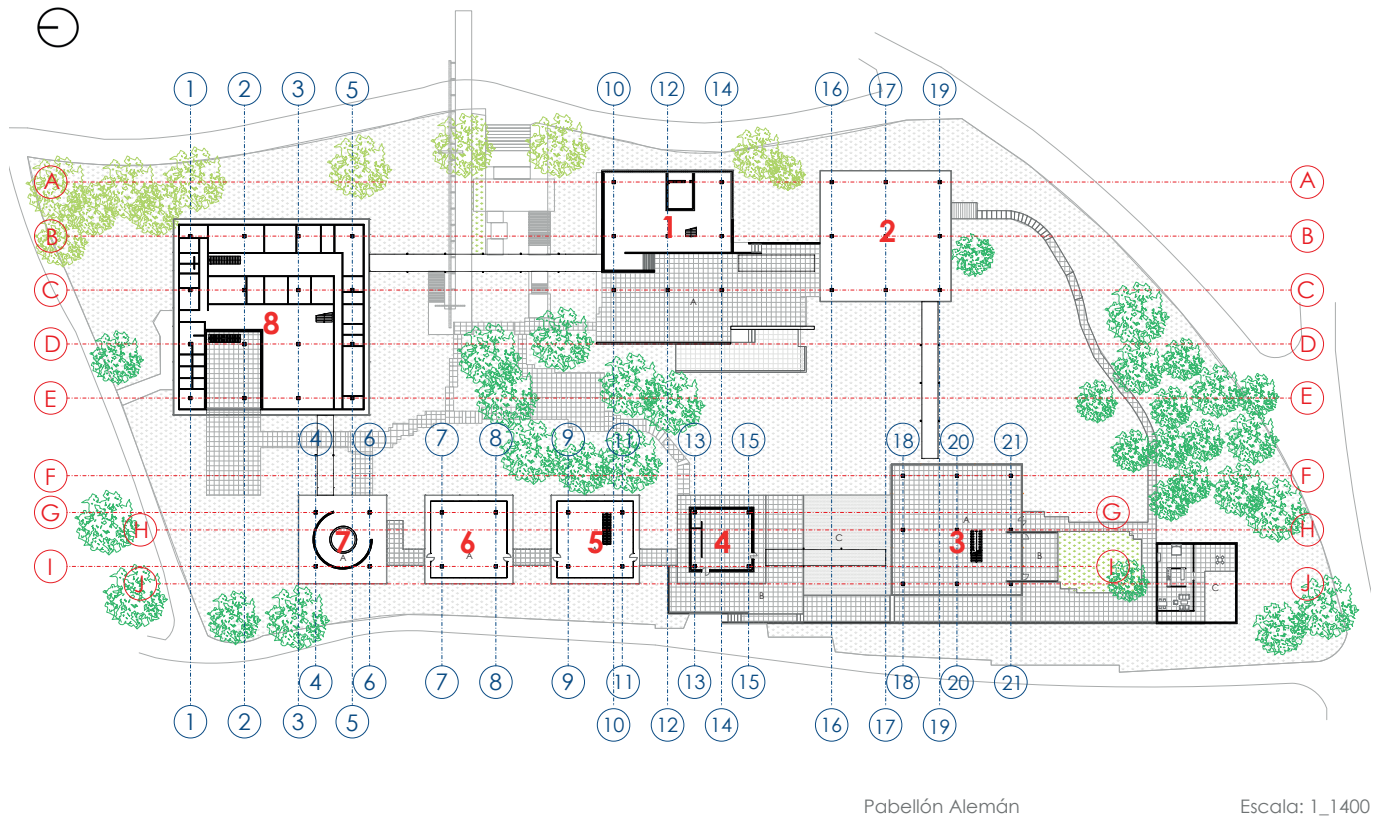 1 2 3 5 10 12 14 16 17 19
A A
1 2
B B
C C
A
8
D D
E E
4 6 7 8 9 11 13 15 18 20 21
F F
G G
H A H
7 6 5 4 C 3
A A B
I I
J J
C
B
4 6 7 8 9 11 13 15 18 20 21
1 2 3 5 10 12 14 16 17 19
Pabellón Alemán Escala: 1_1400